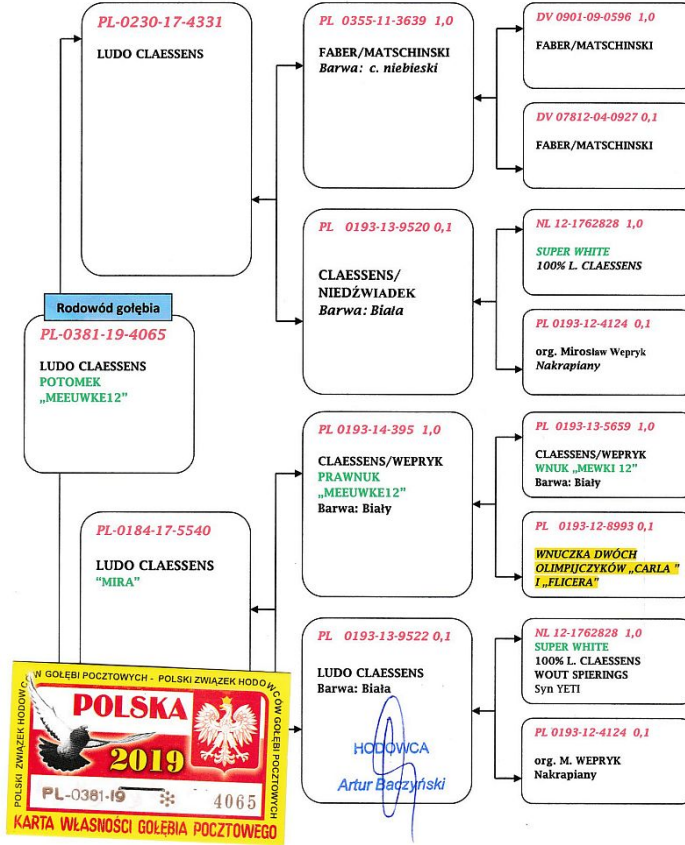 PL-0230-17-4331
LUDO CLAESSENS
PL 0355-11-3639 1,0
FABER/MATSCHINSKI
Barwa: c. niebieski
DV 0901-09-0596 1,0
FABER/MATSCHINSKI
DV 07812-04-0927 0,1
FABER/MATSCHINSKI
PL 0193-13-9520 0,1
CLAESSENS/
NIEDŹWIADEK
Barwa: Biała
NL 12-1762828 1,0
SUPER WHITE
100% L. CLAESSENS
PL 0193-12-4124 0,1
org. Mirosław Wepryk
Nakrapiany
Rodowód gołębia
PL-0381-19-4065
LUDO CLAESSENS
POTOMEK
„MEEUWKE12”
PL 0193-14-395 1,0
CLAESSENS/WEPRYK
PRAWNUK
„MEEUWKE12”
Barwa: Biały
PL 0193-13-5659 1,0
CLAESSENS/WEPRYK
WNUK „MEWKI 12”
Barwa: Biały
PL 0193-12-8993 0,1
WNUCZKA DWÓCH
OLIMPIJCZYKÓW „CARLA ”
I „FLICERA”
PL-0184-17-5540
LUDO CLAESSENS
“MIRA”
PL 0193-13-9522 0,1
LUDO CLAESSENS
Barwa: Biała
HODOWCA
Artur Baczyński
NL 12-1762828 1,0
SUPER WHITE
100% L. CLAESSENS
WOUT SPIERINGS
Syn YETI
PL 0193-12-4124 0,1
org. M. WEPRYK
Nakrapiany
POLSKI ZWIĄZEK HODOWCÓW GOŁĘBI POCZTOWYCH - POLSKI ZWIĄZEK HODOWCÓW GOŁĘBI POCZTOWYCH
POLSKA
2019
PL-0381-19 4065
KARTA WŁASNOŚCI GOŁĘBIA POCZTOWEGO